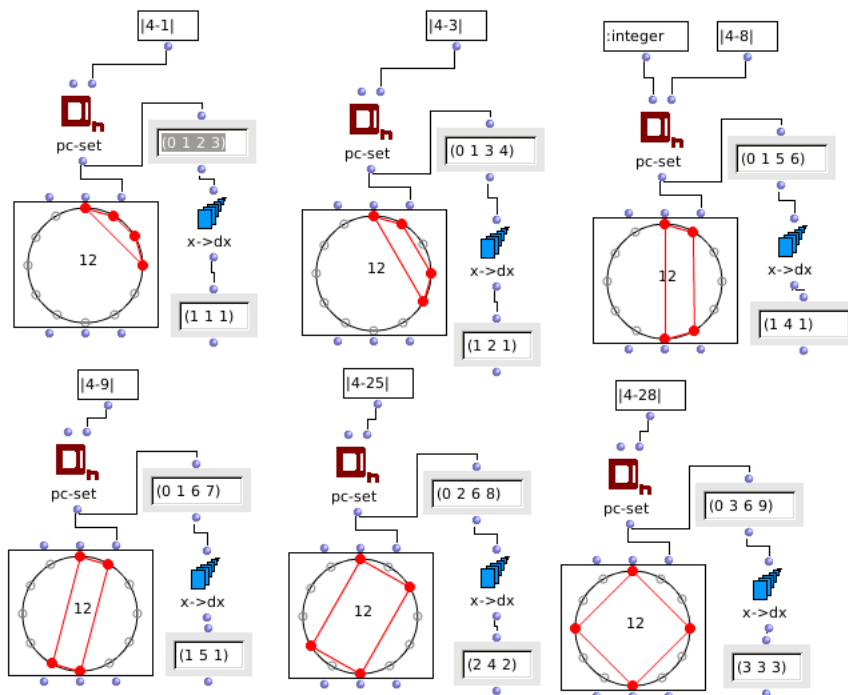 |4-1|
pc-set
(0 1 2 3)
12
x->dx
(1 1 1)
|4-3|
pc-set
(0 1 3 4)
12
x->dx
(1 2 1)
:integer
|4-8|
pc-set
(0 1 5 6)
12
x->dx
(1 4 1)
|4-9|
pc-set
(0 1 6 7)
12
x->dx
(1 5 1)
|4-25|
pc-set
(0 2 6 8)
12
x->dx
(2 4 2)
|4-28|
pc-set
(0 3 6 9)
12
x->dx
(3 3 3)